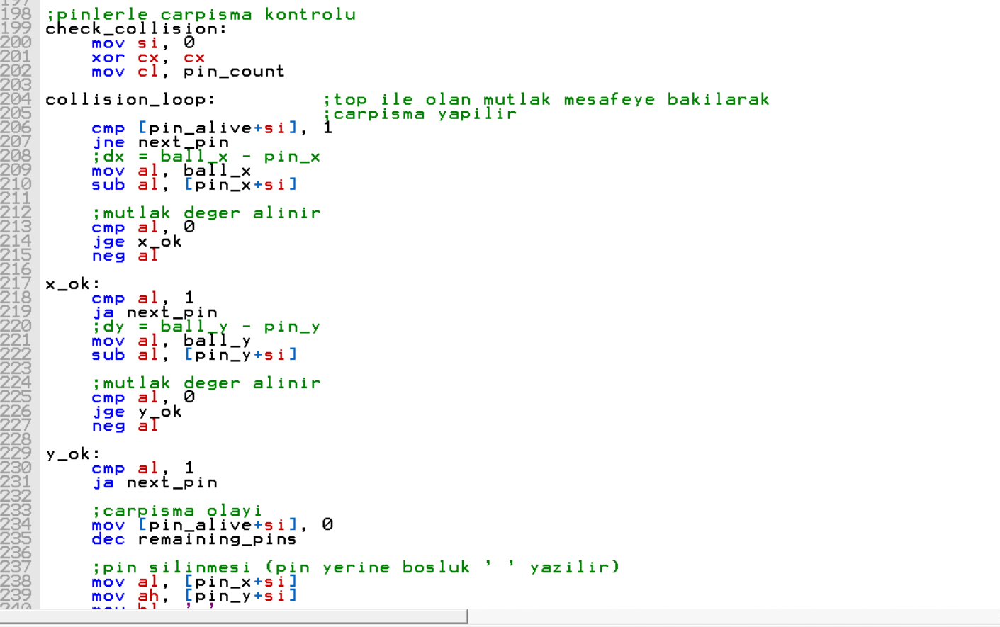 197
198 ;pinlerle carpisma kontrolu
199 check_collision:
200 mov si, 0
201 xor cx, cx
202 mov cl, pin_count
203
204 collision_loop: ;top ile olan mutlak mesafeye bakilarak
205 ;carpisma yapilir
206 cmp [pin_alive+si], 1
207 jne next_pin
208 ;dx = ball_x - pin_x
209 mov al, ball_x
210 sub al, [pin_x+si]
211
212 ;mutlak deger alinir
213 cmp al, 0
214 jge x_ok
215 neg al
216
217 x_ok:
218 cmp al, 1
219 ja next_pin
220 ;dy = ball_y - pin_y
221 mov al, ball_y
222 sub al, [pin_y+si]
223
224 ;mutlak deger alinir
225 cmp al, 0
226 jge y_ok
227 neg al
228
229 y_ok:
230 cmp al, 1
231 ja next_pin
232
233 ;carpisma olayi
234 mov [pin_alive+si], 0
235 dec remaining_pins
236
237 ;pin silinmesi (pin yerine bosluk ' ' yazilir)
238 mov al, [pin_x+si]
239 mov ah, [pin_y+si]